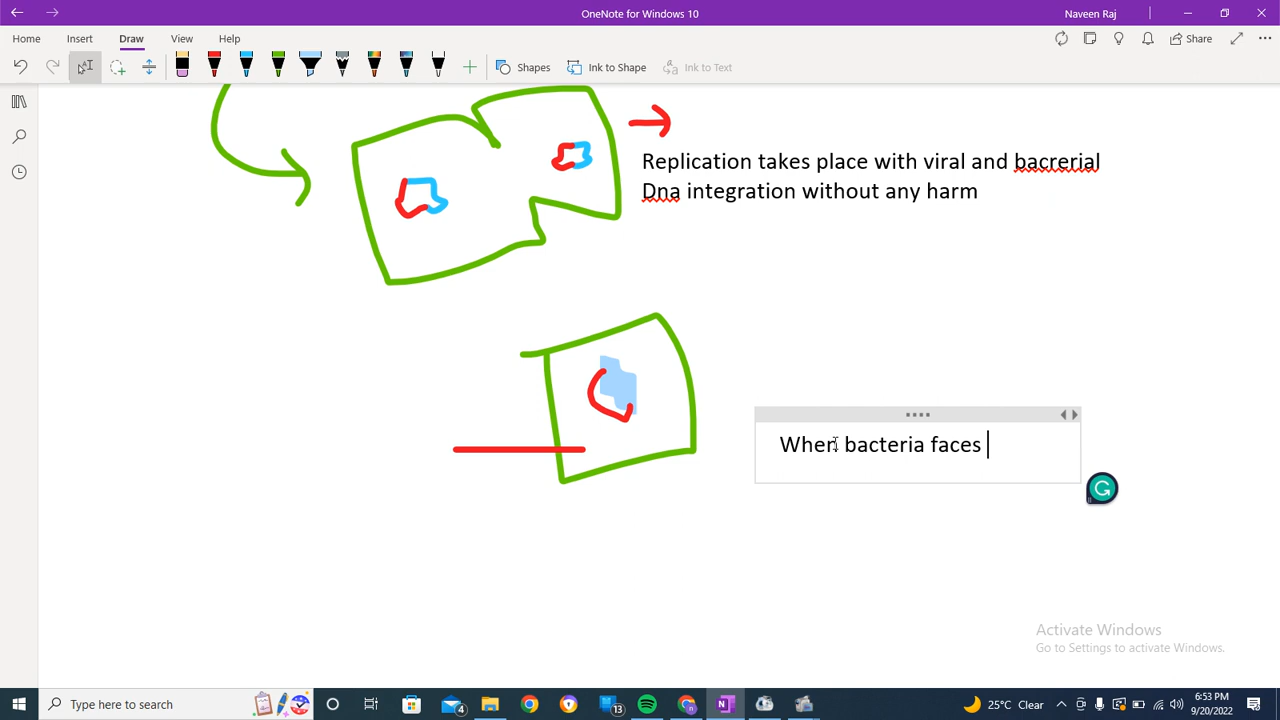 OneNote for Windows 10
Naveen Raj
Home Insert Draw View Help
Share
Shapes
Ink to Shape
Ink to Text
Replication takes place with viral and bacrerial
Dna integration without any harm
When bacteria faces
Activate Windows
Go to Settings to activate Windows.
Type here to search
4
13
25°C Clear
6:53 PM
9/20/2022